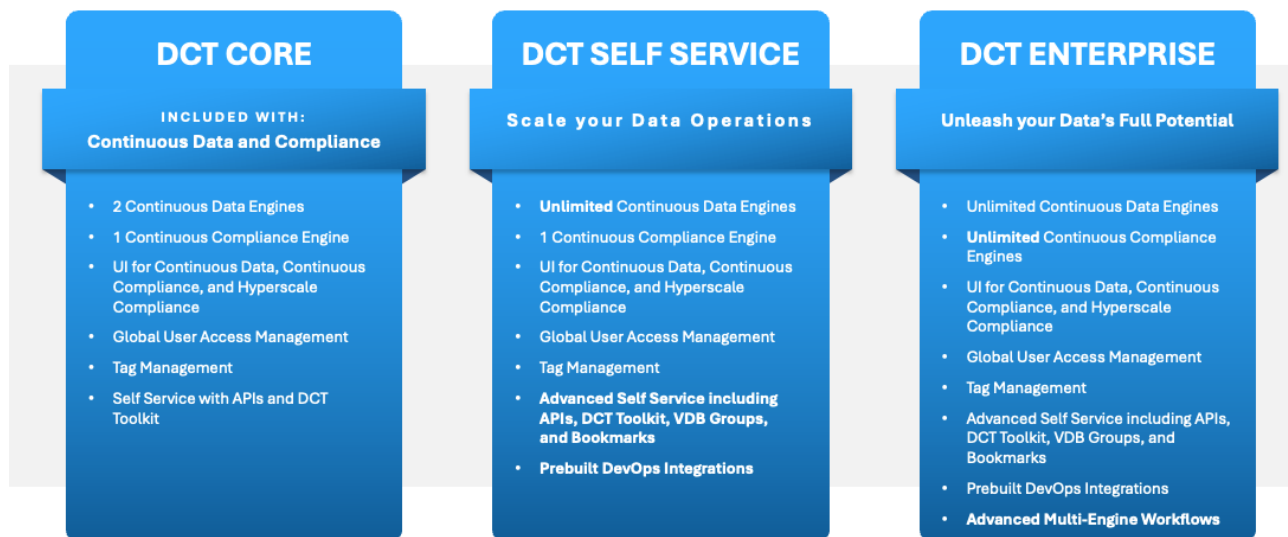 DCT CORE
INCLUDED WITH:
Continuous Data and Compliance
• 2 Continuous Data Engines
• 1 Continuous Compliance Engine
• UI for Continuous Data, Continuous
Compliance, and Hyperscale
Compliance
• Global User Access Management
• Tag Management
• Self Service with APIs and DCT
Toolkit
DCT SELF SERVICE
Scale your Data Operations
• Unlimited Continuous Data Engines
• 1 Continuous Compliance Engine
• UI for Continuous Data, Continuous
Compliance, and Hyperscale
Compliance
• Global User Access Management
• Tag Management
• Advanced Self Service including
APIs, DCT Toolkit, VDB Groups,
and Bookmarks
• Prebuilt DevOps Integrations
DCT ENTERPRISE
Unleash your Data's Full Potential
• Unlimited Continuous Data Engines
• Unlimited Continuous Compliance
Engines
• UI for Continuous Data, Continuous
Compliance, and Hyperscale
Compliance
• Global User Access Management
• Tag Management
• Advanced Self Service including APIs,
DCT Toolkit, VDB Groups, and
Bookmarks
• Prebuilt DevOps Integrations
• Advanced Multi-Engine Workflows